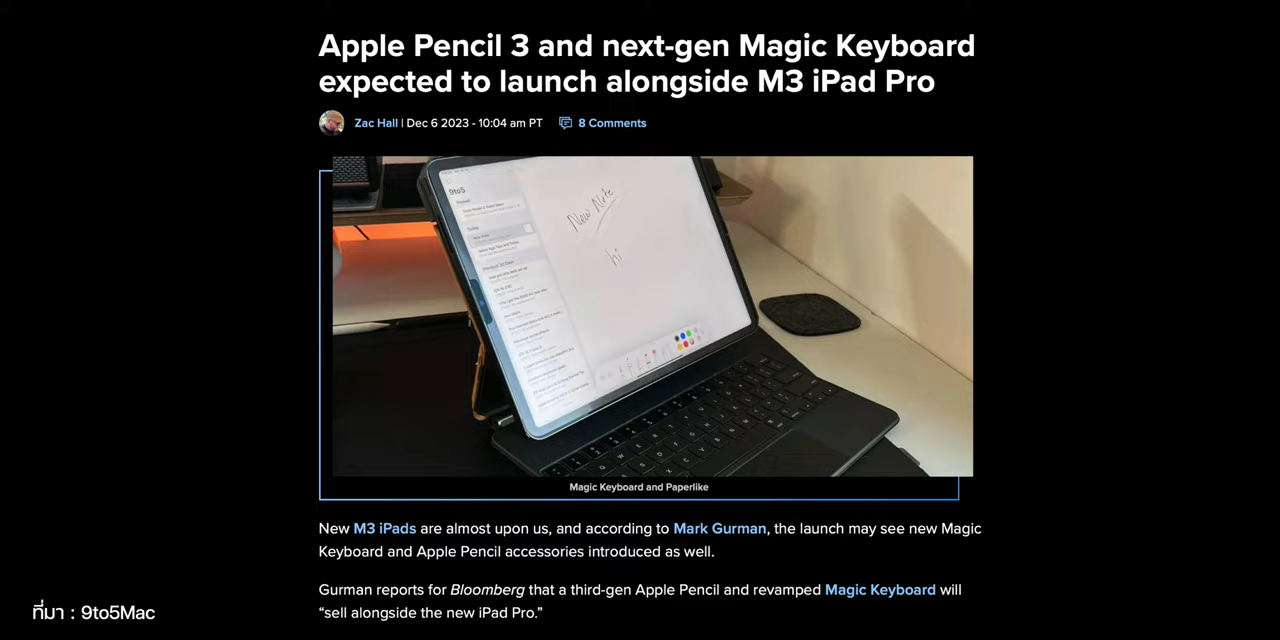 Apple Pencil 3 and next-gen Magic Keyboard
expected to launch alongside M3 iPad Pro
Zac Hall | Dec 6 2023 - 10:04 am PT 8 Comments
9to5
New Note
hi
Magic Keyboard and Paperlike
New M3 iPads are almost upon us, and according to Mark Gurman, the launch may see new Magic
Keyboard and Apple Pencil accessories introduced as well.
Gurman reports for Bloomberg that a third-gen Apple Pencil and revamped Magic Keyboard will
“sell alongside the new iPad Pro.”
ที่มา : 9to5Mac